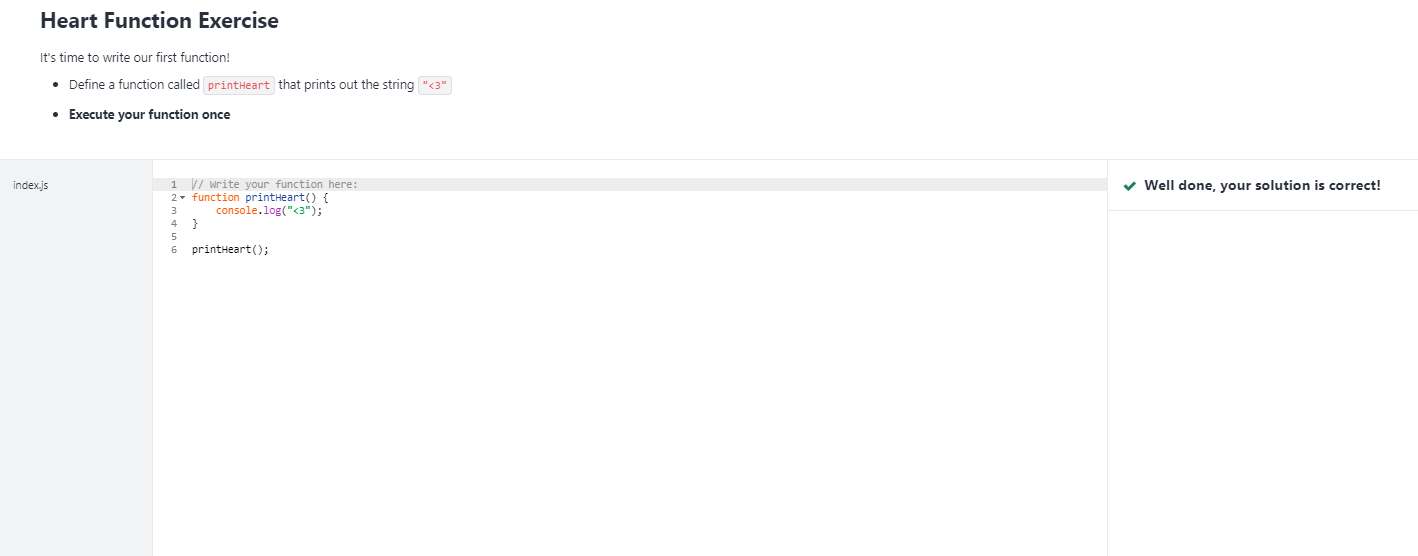 Heart Function Exercise
It's time to write our first function!
Define a function called printHeart that prints out the string "<3"
Execute your function once
index.js
1 // Write your function here:
2 function printHeart() {
3     console.log("<3");
4 }
5
6 printHeart();
Well done, your solution is correct!